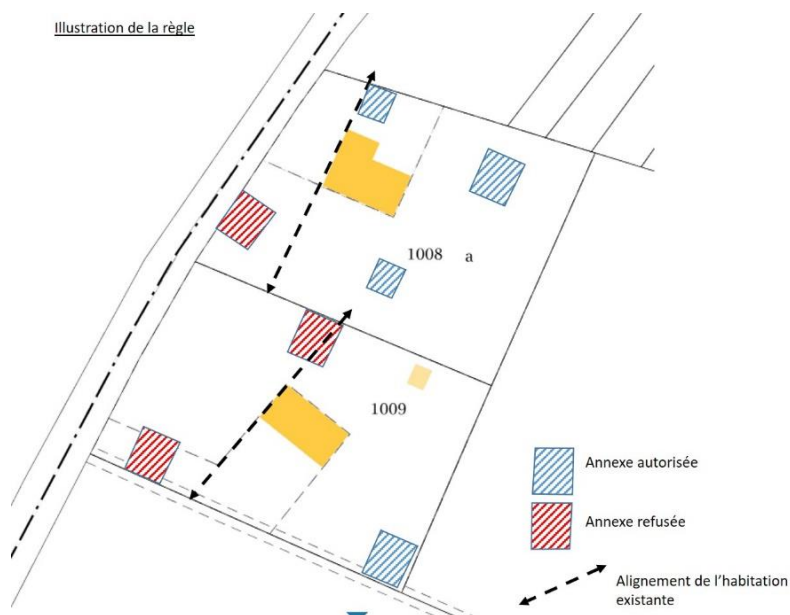 Illustration de la règle
1008 a
1009
Annexe autorisée
Annexe refusée
Alignement de l'habitation
existante